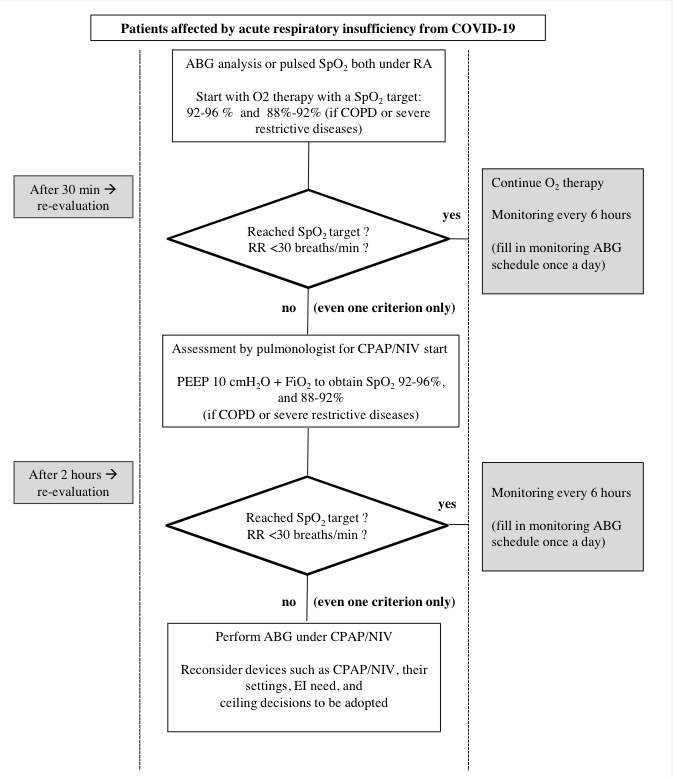 Patients affected by acute respiratory insufficiency from COVID-19
ABG analysis or pulsed SpO₂ both under RA
Start with O2 therapy with a SpO₂ target:
92-96 % and 88%-92% (if COPD or severe
restrictive diseases)
After 30 min →
re-evaluation
Reached SpO₂ target ?
RR <30 breaths/min ?
yes
Continue O₂ therapy
Monitoring every 6 hours
(fill in monitoring ABG
schedule once a day)
no (even one criterion only)
Assessment by pulmonologist for CPAP/NIV start
PEEP 10 cmH₂O + FiO₂ to obtain SpO₂ 92-96%,
and 88-92%
(if COPD or severe restrictive diseases)
After 2 hours →
re-evaluation
Reached SpO₂ target ?
RR <30 breaths/min ?
yes
Monitoring every 6 hours
(fill in monitoring ABG
schedule once a day)
no (even one criterion only)
Perform ABG under CPAP/NIV
Reconsider devices such as CPAP/NIV, their
settings, EI need, and
ceiling decisions to be adopted